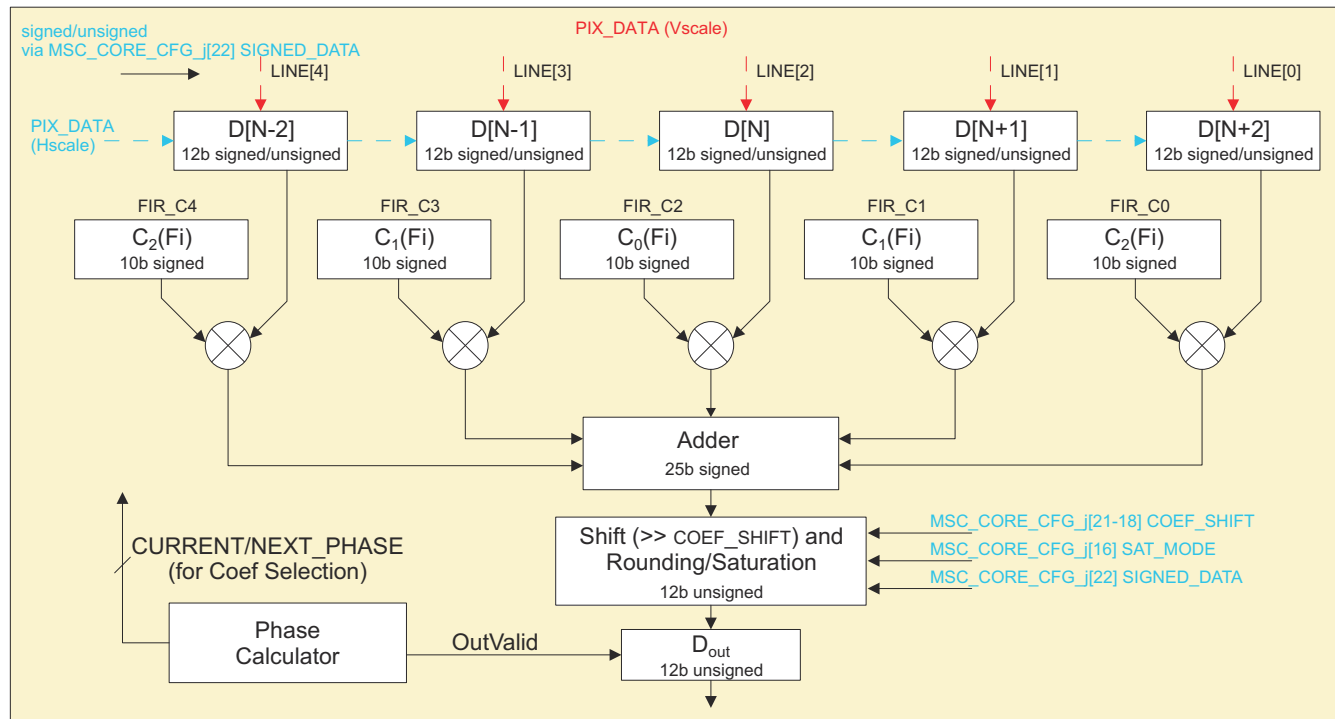 signed/unsigned
via MSC_CORE_CFG_j[22] SIGNED_DATA
PIX_DATA (Vscale)
LINE[4]
LINE[3]
LINE[2]
LINE[1]
LINE[0]
PIX_DATA
(Hscale)
D[N-2]
12b signed/unsigned
D[N-1]
12b signed/unsigned
D[N]
12b signed/unsigned
D[N+1]
12b signed/unsigned
D[N+2]
12b signed/unsigned
FIR_C4
C2(Fi)
10b signed
FIR_C3
C1(Fi)
10b signed
FIR_C2
C0(Fi)
10b signed
FIR_C1
C1(Fi)
10b signed
FIR_C0
C2(Fi)
10b signed
Adder
25b signed
CURRENT/NEXT_PHASE
(for Coef Selection)
Shift (>> COEF_SHIFT) and
Rounding/Saturation
12b unsigned
MSC_CORE_CFG_j[21-18] COEF_SHIFT
MSC_CORE_CFG_j[16] SAT_MODE
MSC_CORE_CFG_j[22] SIGNED_DATA
Phase
Calculator
OutValid
Dout
12b unsigned